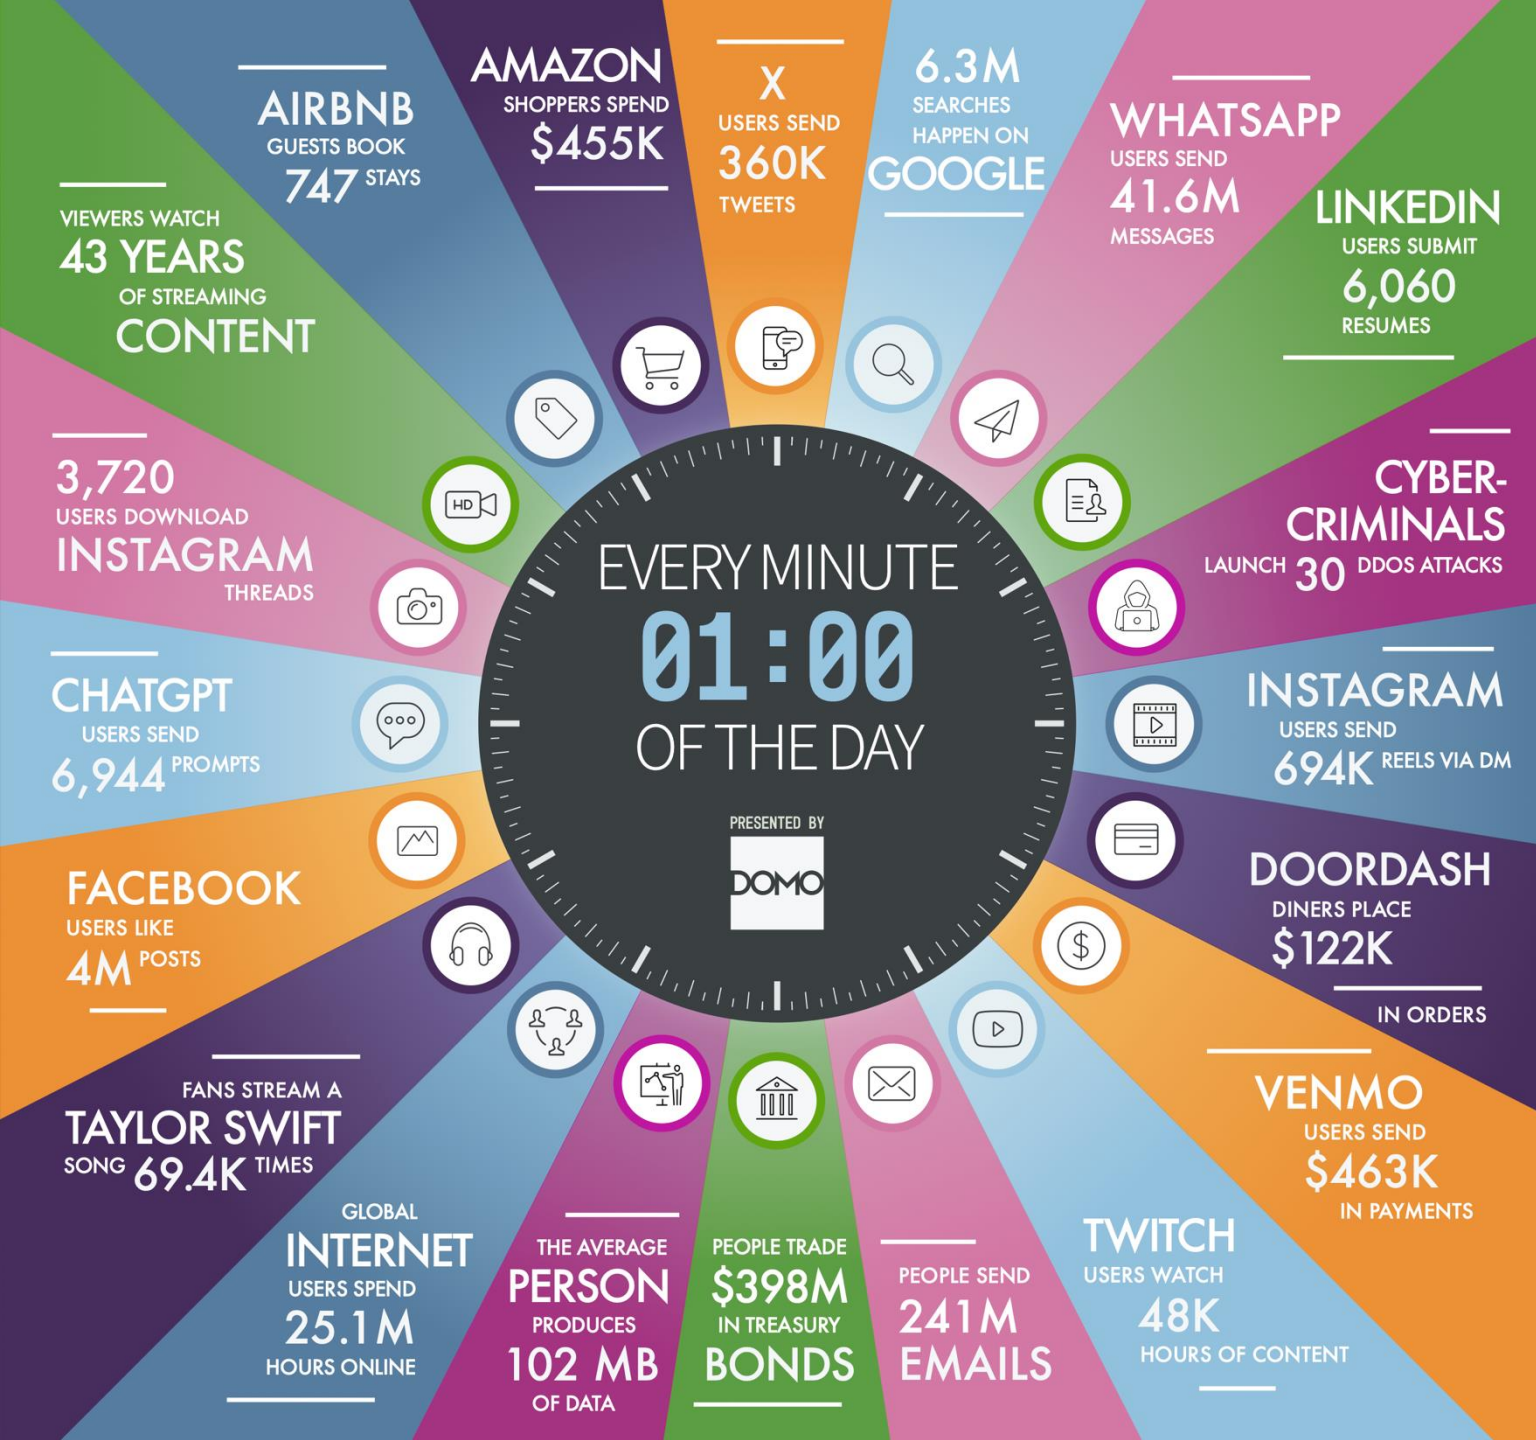 AIRBNB
GUESTS BOOK
747 STAYS
AMAZON
SHOPPERS SPEND
$455K
X
USERS SEND
360K
TWEETS
6.3M
SEARCHES
HAPPEN ON
GOOGLE
WHATSAPP
USERS SEND
41.6M
MESSAGES
LINKEDIN
USERS SUBMIT
6,060
RESUMES
CYBER-
CRIMINALS
LAUNCH 30 DDOS ATTACKS
INSTAGRAM
USERS SEND
694K REELS VIA DM
DOORDASH
DINERS PLACE
$122K
IN ORDERS
VENMO
USERS SEND
$463K
IN PAYMENTS
TWITCH
USERS WATCH
48K
HOURS OF CONTENT
PEOPLE SEND
241M
EMAILS
PEOPLE TRADE
$398M
IN TREASURY
BONDS
THE AVERAGE
PERSON
PRODUCES
102 MB
OF DATA
GLOBAL
INTERNET
USERS SPEND
25.1M
HOURS ONLINE
FANS STREAM A
TAYLOR SWIFT
SONG 69.4K TIMES
FACEBOOK
USERS LIKE
4M POSTS
CHATGPT
USERS SEND
6,944 PROMPTS
3,720
USERS DOWNLOAD
INSTAGRAM
THREADS
VIEWERS WATCH
43 YEARS
OF STREAMING
CONTENT
HD
EVERY MINUTE
01:00
OF THE DAY
PRESENTED BY
DOMO